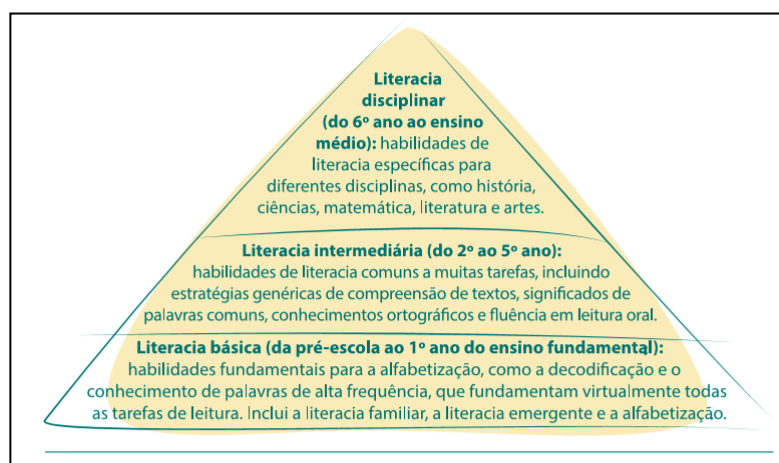 Literacia
disciplinar
(do 6º ano ao ensino
médio): habilidades de
literacia específicas para
diferentes disciplinas, como história,
ciências, matemática, literatura e artes.
Literacia intermediária (do 2º ao 5º ano):
habilidades de literacia comuns a muitas tarefas, incluindo
estratégias genéricas de compreensão de textos, significados de
palavras comuns, conhecimentos ortográficos e fluência em leitura oral.
Literacia básica (da pré-escola ao 1º ano do ensino fundamental):
habilidades fundamentais para a alfabetização, como a decodificação e o
conhecimento de palavras de alta frequência, que fundamentam virtualmente todas
as tarefas de leitura. Inclui a literacia familiar, a literacia emergente e a alfabetização.